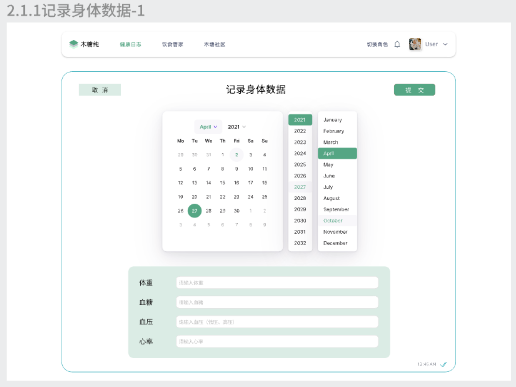 2.1.1记录身体数据-1
木糖纯 健康日志 饮食管家 木糖社区 切换角色 User
取 消 记录身体数据 提 交
April 2021
Mo Tu We Th Fr Sa Su
28 29 30 1 2 3 4
5 6 7 8 9 10 11
12 13 14 15 16 17 18
19 20 21 22 23 24 25
26 27 28 29 30 1 2
3 4 5 6 7 8 9
2021 January
2022 February
2023 March
2024 April
2025 May
2026 June
2027 July
2028 August
2029 September
2030 October
2031 November
2032 December
体重 请输入体重
血糖 请输入血糖
血压 请输入血压
心率 请输入心率
12:45 AM